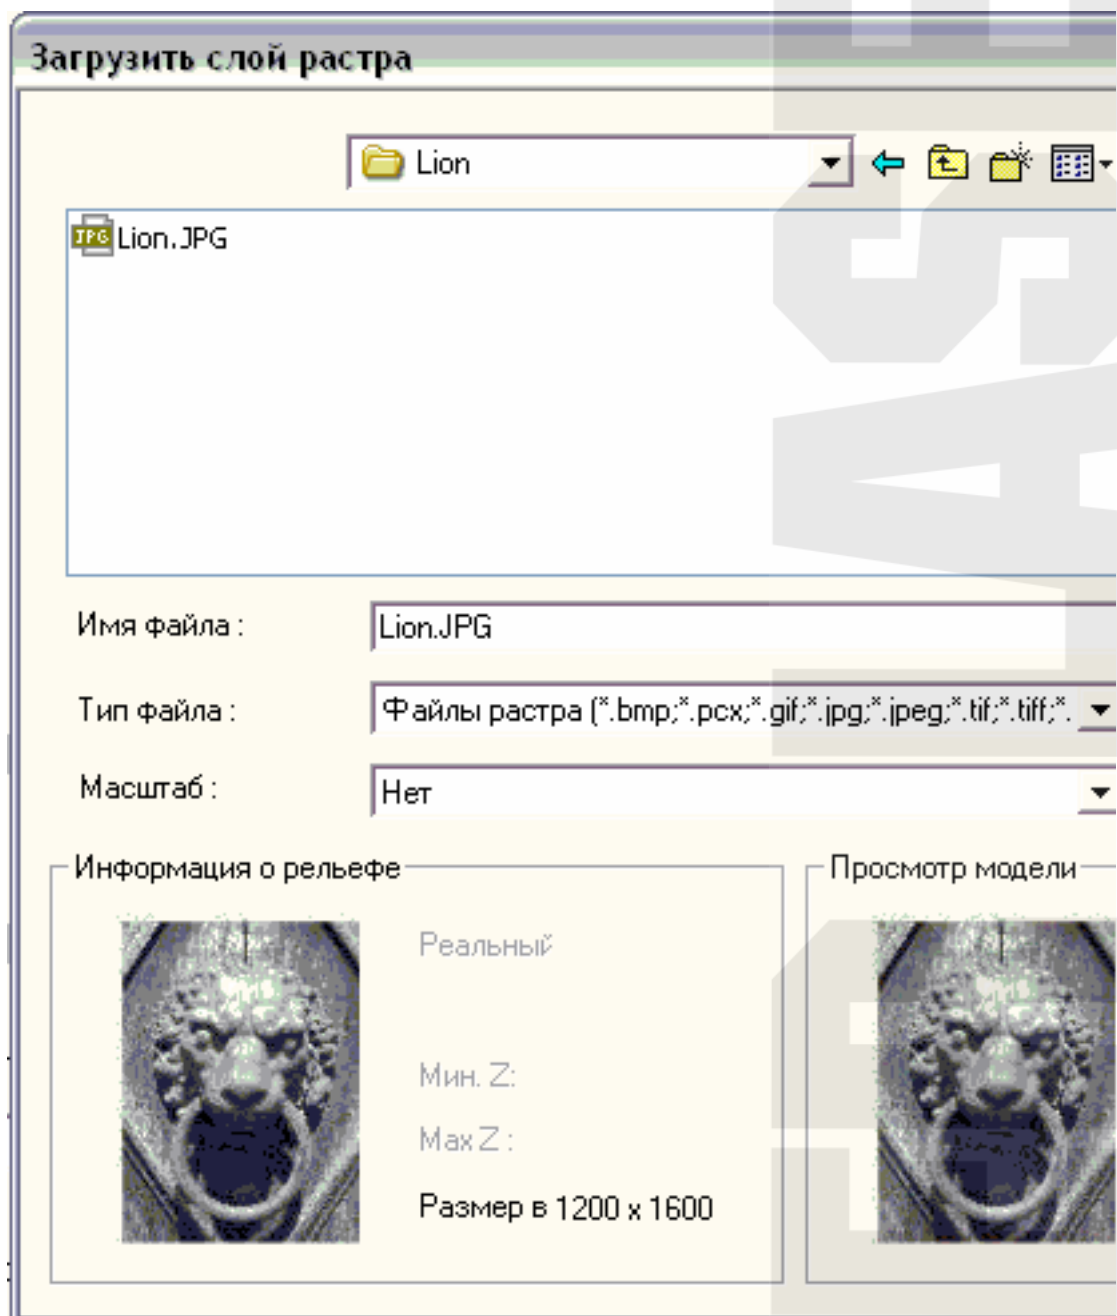 Загрузить слой растра
Lion
JPG Lion.JPG
Имя файла : Lion.JPG
Тип файла : Файлы растра (*.bmp;*.pcx;*.gif;*.jpg;*.jpeg;*.tif;*.tiff;*.
Масштаб : Нет
Информация о рельефе
Просмотр модели
Реальный
Мин. Z:
Max Z :
Размер в 1200 x 1600